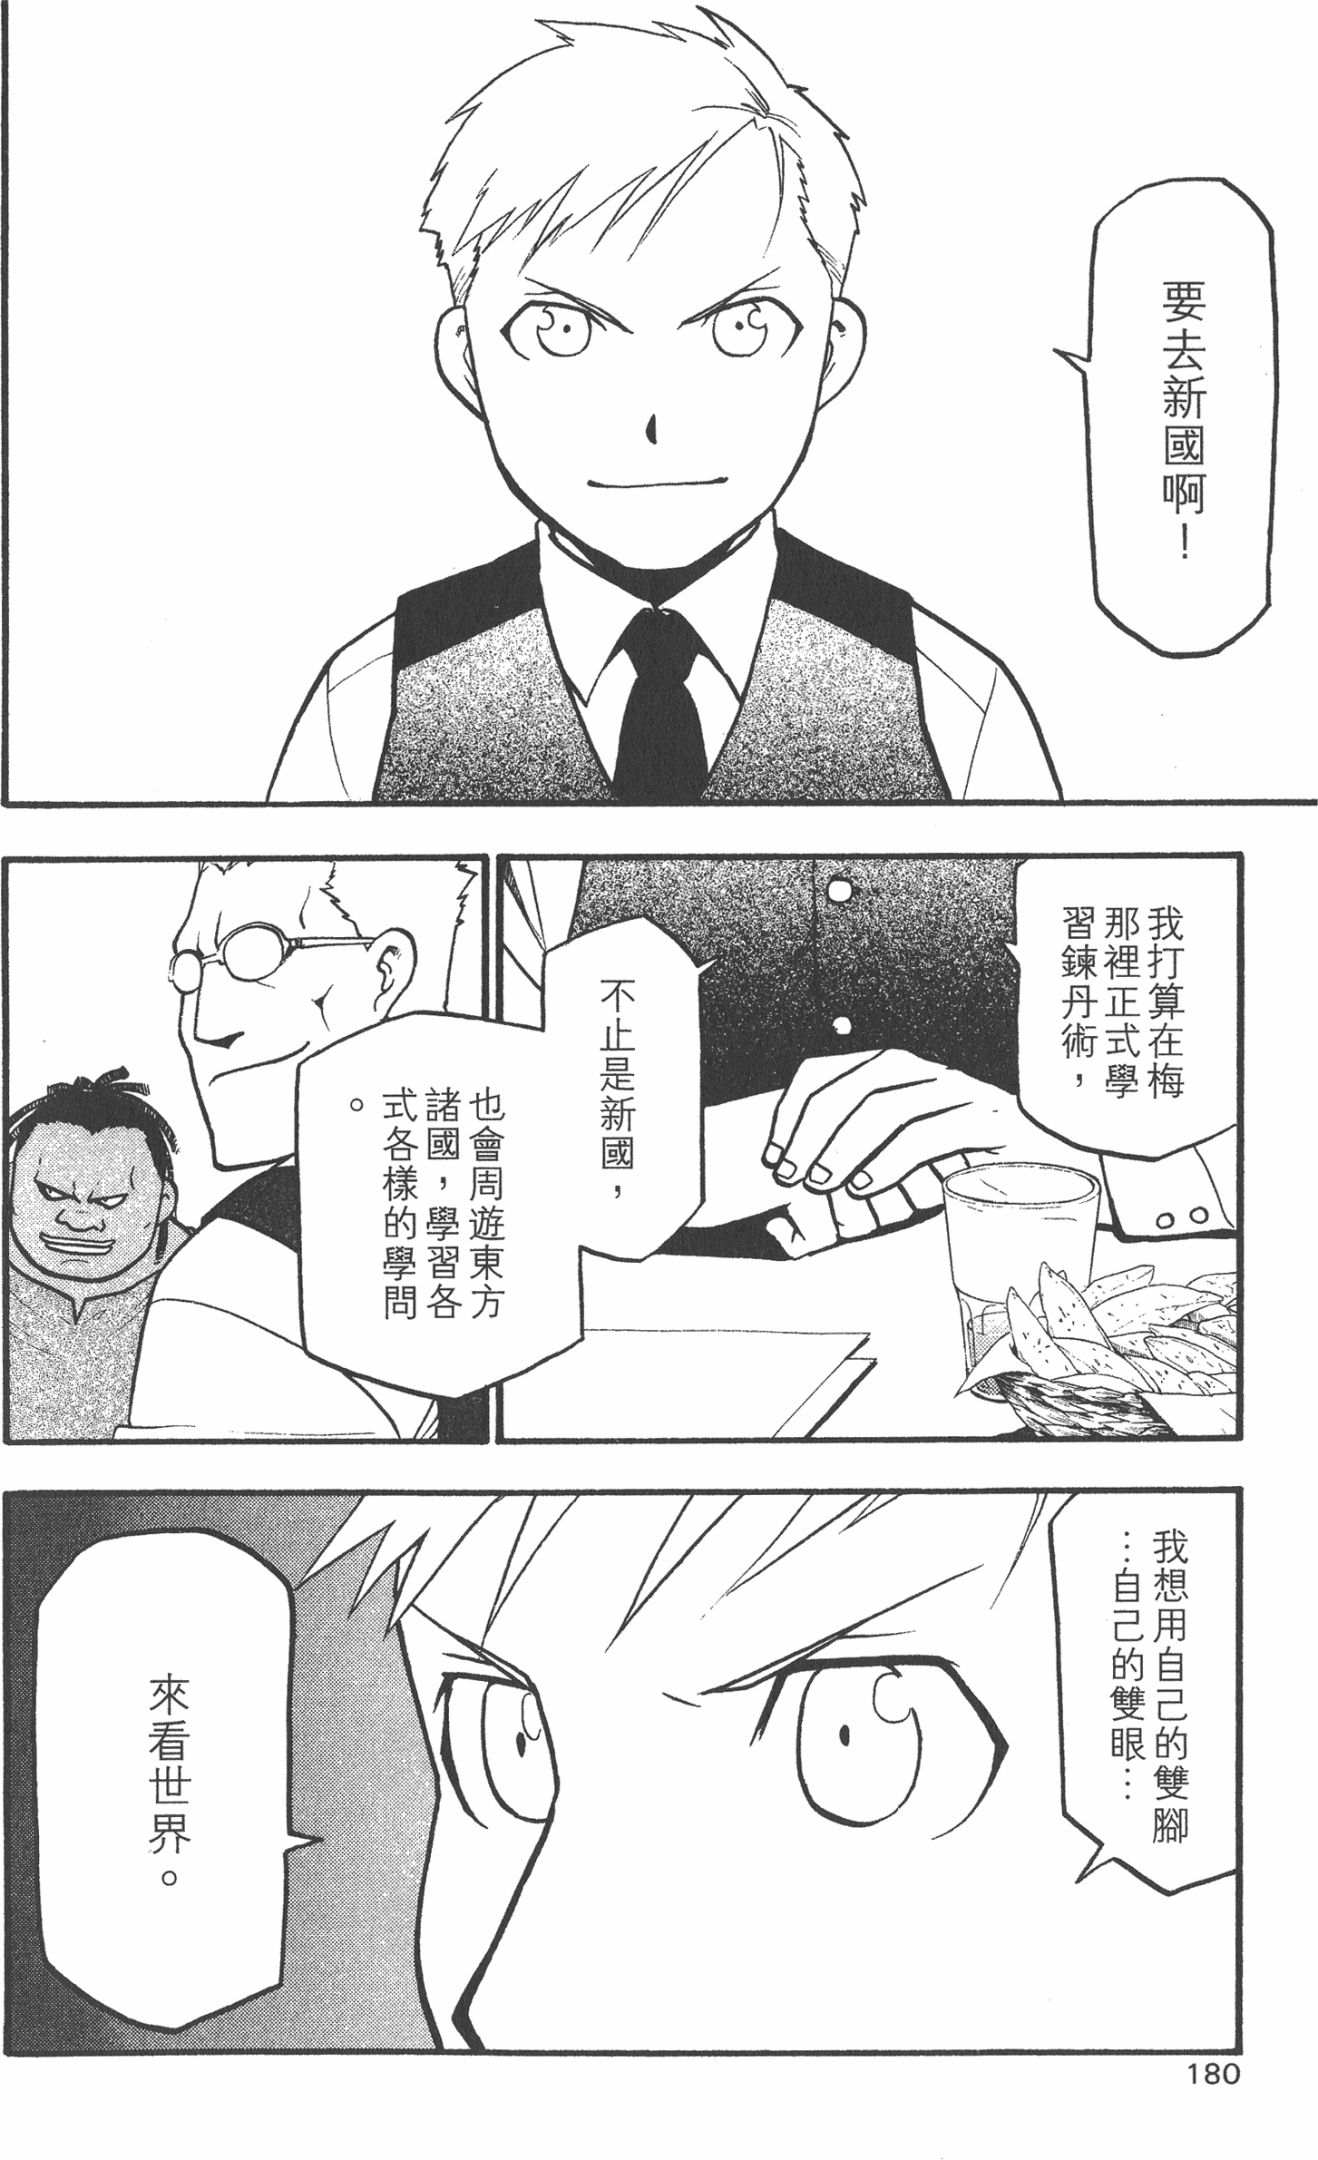 要去新國啊！
我打算在梅
那裡正式學
習鍊丹術，
不止是新國，
也會周遊東方
諸國，學習各
式各樣的學問
。
我想用自己的雙腳
…自己的雙眼…
來看世界。
180